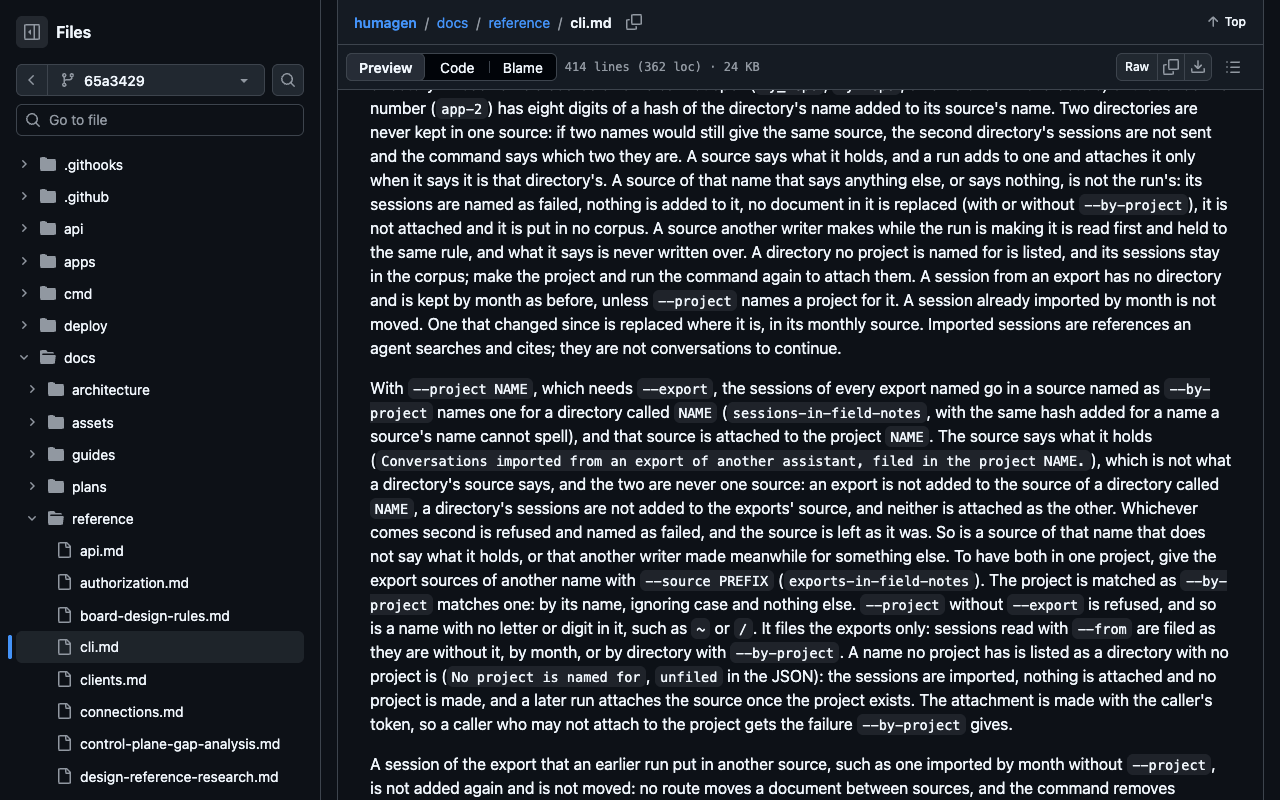 Files
65a3429
Go to file
.githooks
.github
api
apps
cmd
deploy
docs
architecture
assets
guides
plans
reference
api.md
authorization.md
board-design-rules.md
cli.md
clients.md
connections.md
control-plane-gap-analysis.md
design-reference-research.md
humagen / docs / reference / cli.md
Top
Preview Code Blame 414 lines (362 loc) · 24 KB
Raw
number ( app-2 ) has eight digits of a hash of the directory's name added to its source's name. Two directories are
never kept in one source: if two names would still give the same source, the second directory's sessions are not sent
and the command says which two they are. A source says what it holds, and a run adds to one and attaches it only
when it says it is that directory's. A source of that name that says anything else, or says nothing, is not the run's: its
sessions are named as failed, nothing is added to it, no document in it is replaced (with or without --by-project ), it is
not attached and it is put in no corpus. A source another writer makes while the run is making it is read first and held to
the same rule, and what it says is never written over. A directory no project is named for is listed, and its sessions stay
in the corpus; make the project and run the command again to attach them. A session from an export has no directory
and is kept by month as before, unless --project names a project for it. A session already imported by month is not
moved. One that changed since is replaced where it is, in its monthly source. Imported sessions are references an
agent searches and cites; they are not conversations to continue.
With --project NAME , which needs --export , the sessions of every export named go in a source named as --by-
project names one for a directory called NAME ( sessions-in-field-notes , with the same hash added for a name a
source's name cannot spell), and that source is attached to the project NAME . The source says what it holds
( Conversations imported from an export of another assistant, filed in the project NAME. ), which is not what
a directory's source says, and the two are never one source: an export is not added to the source of a directory called
NAME , a directory's sessions are not added to the exports' source, and neither is attached as the other. Whichever
comes second is refused and named as failed, and the source is left as it was. So is a source of that name that does
not say what it holds, or that another writer made meanwhile for something else. To have both in one project, give the
export sources of another name with --source PREFIX ( exports-in-field-notes ). The project is matched as --by-
project matches one: by its name, ignoring case and nothing else. --project without --export is refused, and so
is a name with no letter or digit in it, such as ~ or / . It files the exports only: sessions read with --from are filed as
they are without it, by month, or by directory with --by-project . A name no project has is listed as a directory with no
project is ( No project is named for , unfiled in the JSON): the sessions are imported, nothing is attached and no
project is made, and a later run attaches the source once the project exists. The attachment is made with the caller's
token, so a caller who may not attach to the project gets the failure --by-project gives.
A session of the export that an earlier run put in another source, such as one imported by month without --project ,
is not added again and is not moved: no route moves a document between sources, and the command removes